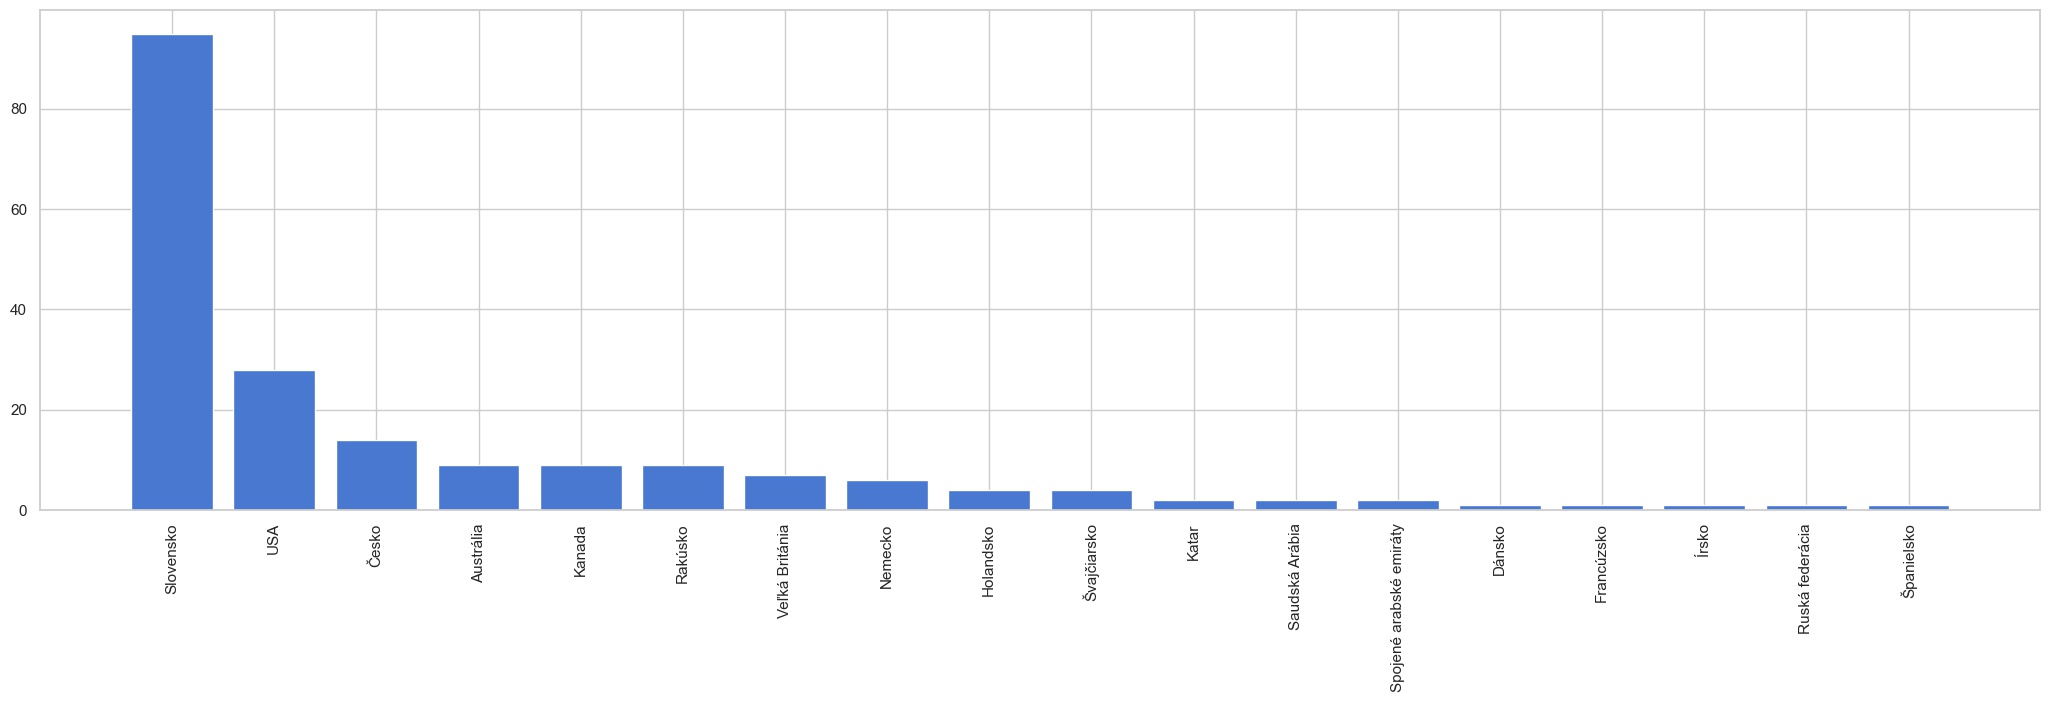 80
60
40
20
0
Slovensko
USA
Česko
Austrália
Kanada
Rakúsko
Veľká Británia
Nemecko
Holandsko
Švajčiarsko
Katar
Saudská Arábia
Spojené arabské emiráty
Dánsko
Francúzsko
Írsko
Ruská federácia
Španielsko